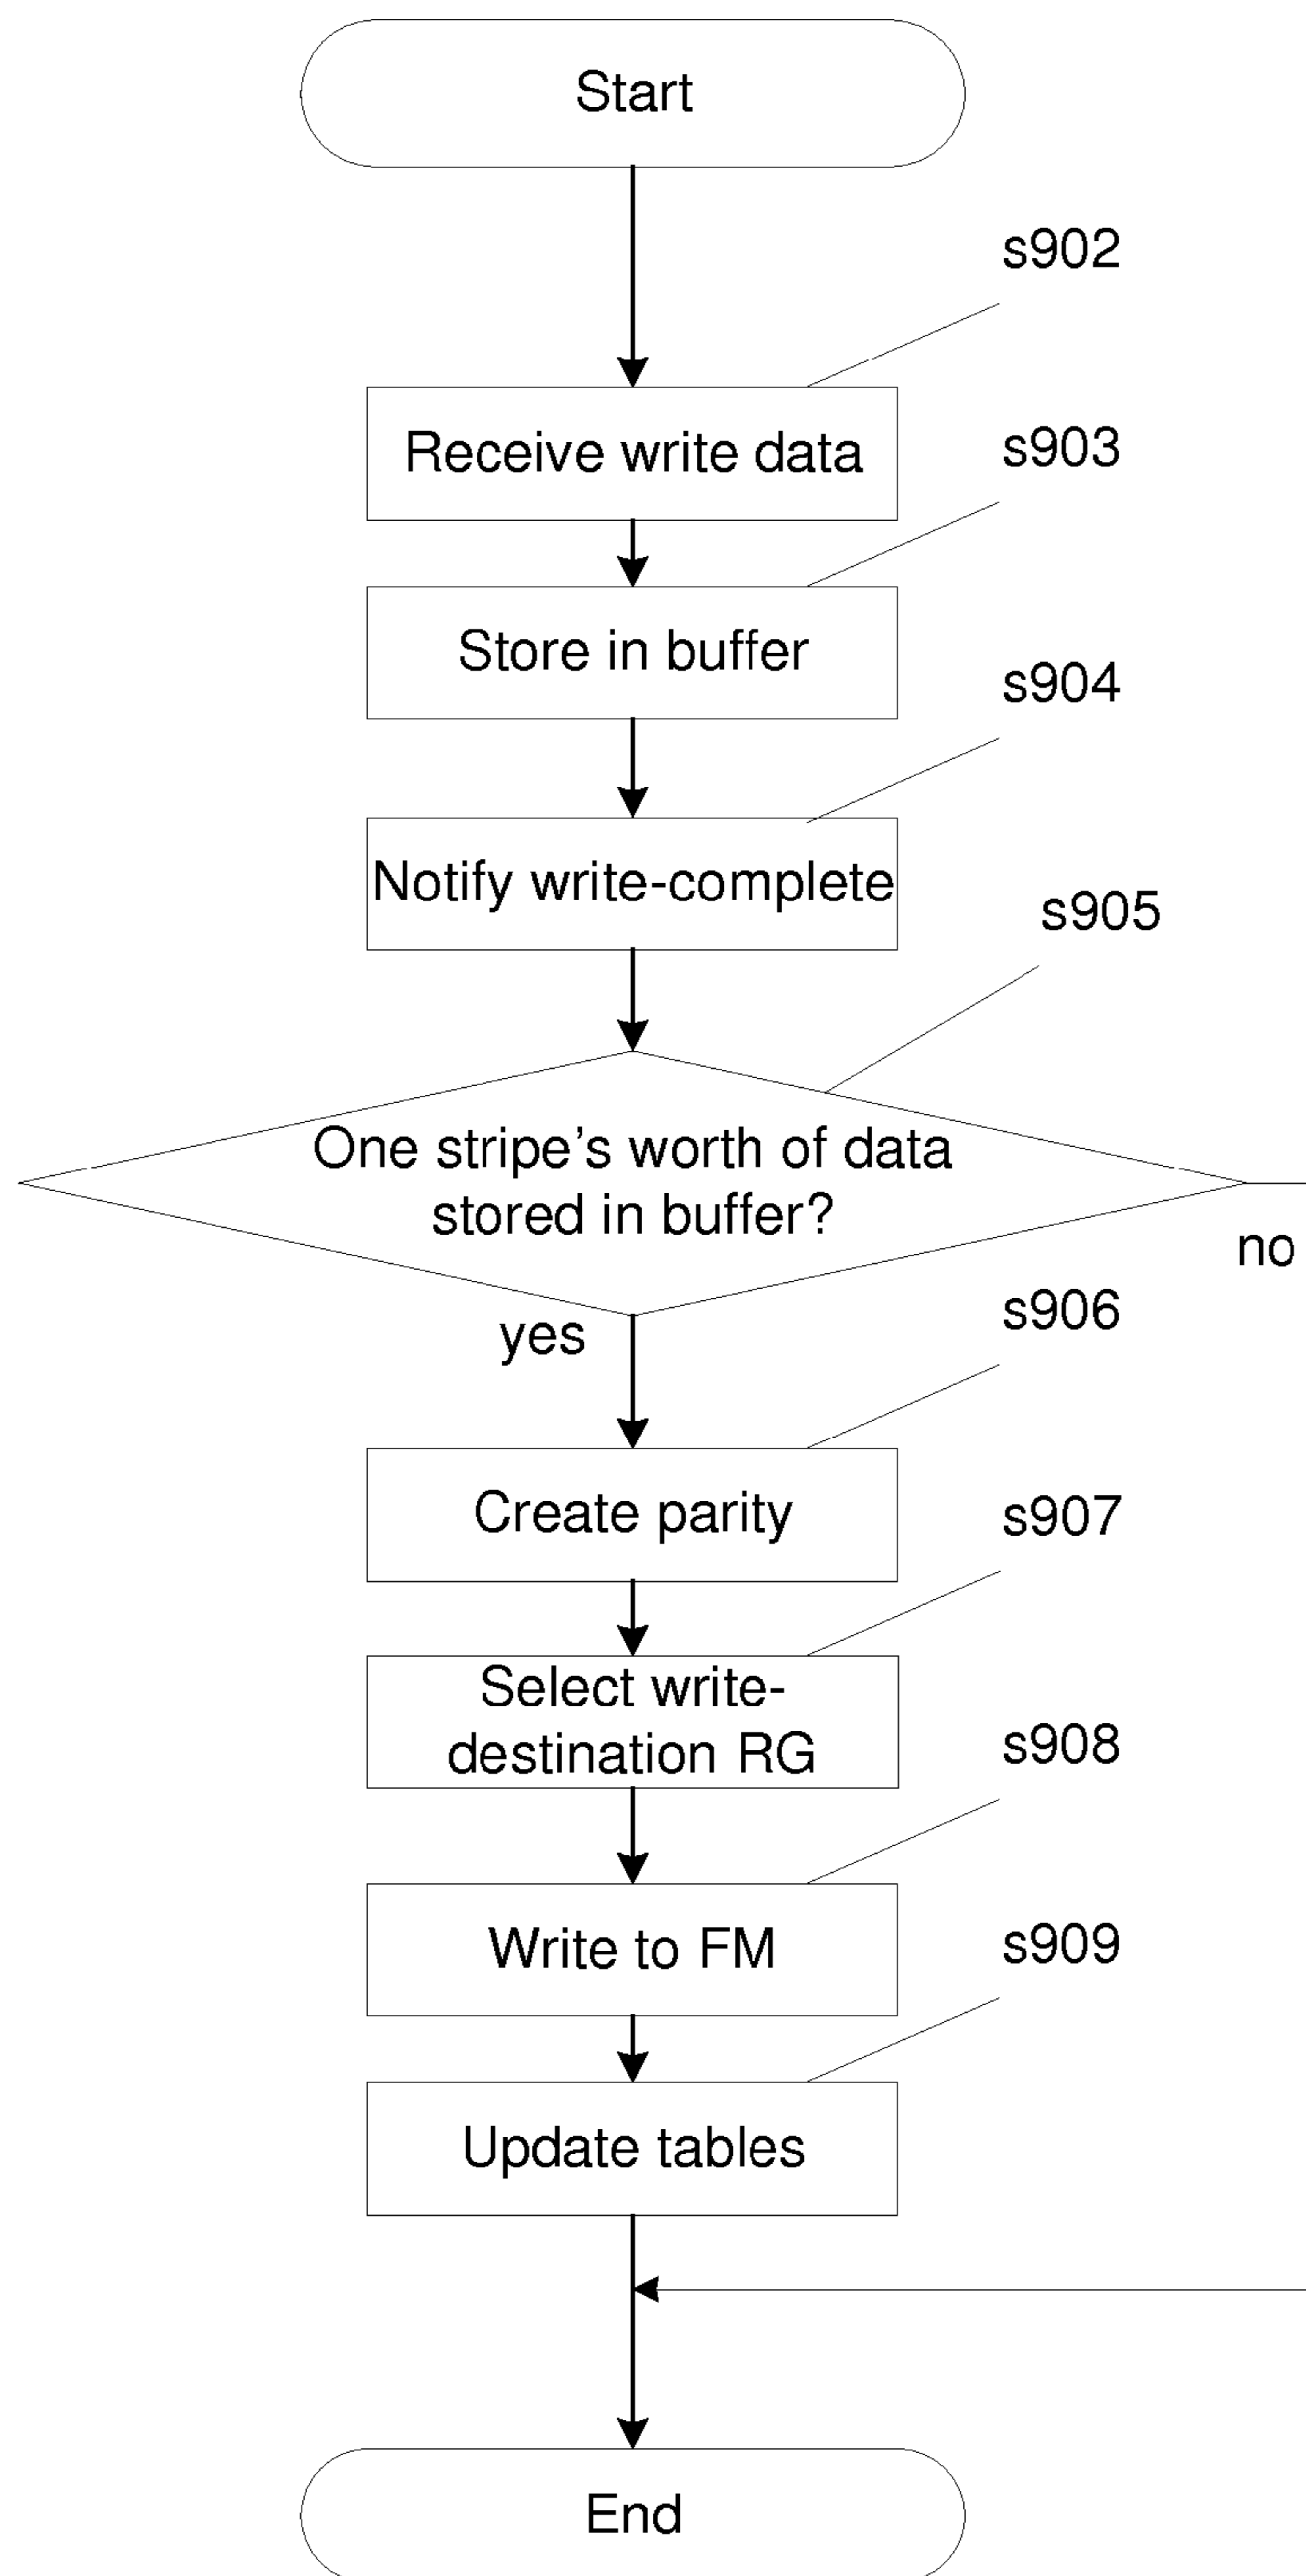 Start
s902
Receive write data
s903
Store in buffer
s904
Notify write-complete
s905
One stripe's worth of data
stored in buffer?
no
yes
s906
Create parity
s907
Select write-
destination RG
s908
Write to FM
s909
Update tables
End